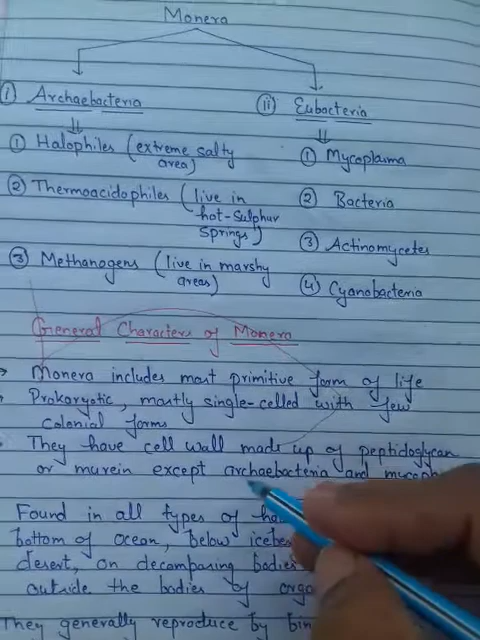 Monera
(i) Archaebacteria
(ii) Eubacteria
① Halophiles (extreme salty area)
① Mycoplasma
② Thermoacidophiles (live in hot-sulphur springs)
② Bacteria
③ Actinomycetes
③ Methanogens (live in marshy areas)
④ Cyanobacteria
General Characters of Monera
Monera includes most primitive form of life
Prokaryotic, mostly single-celled with few
colonial forms
They have cell wall made up of peptidoglycan
or murein except archaebacteria and
Found in all types of
bottom of ocean, below
desert, on decomposing bodies
outside the bodies of
They generally reproduce by